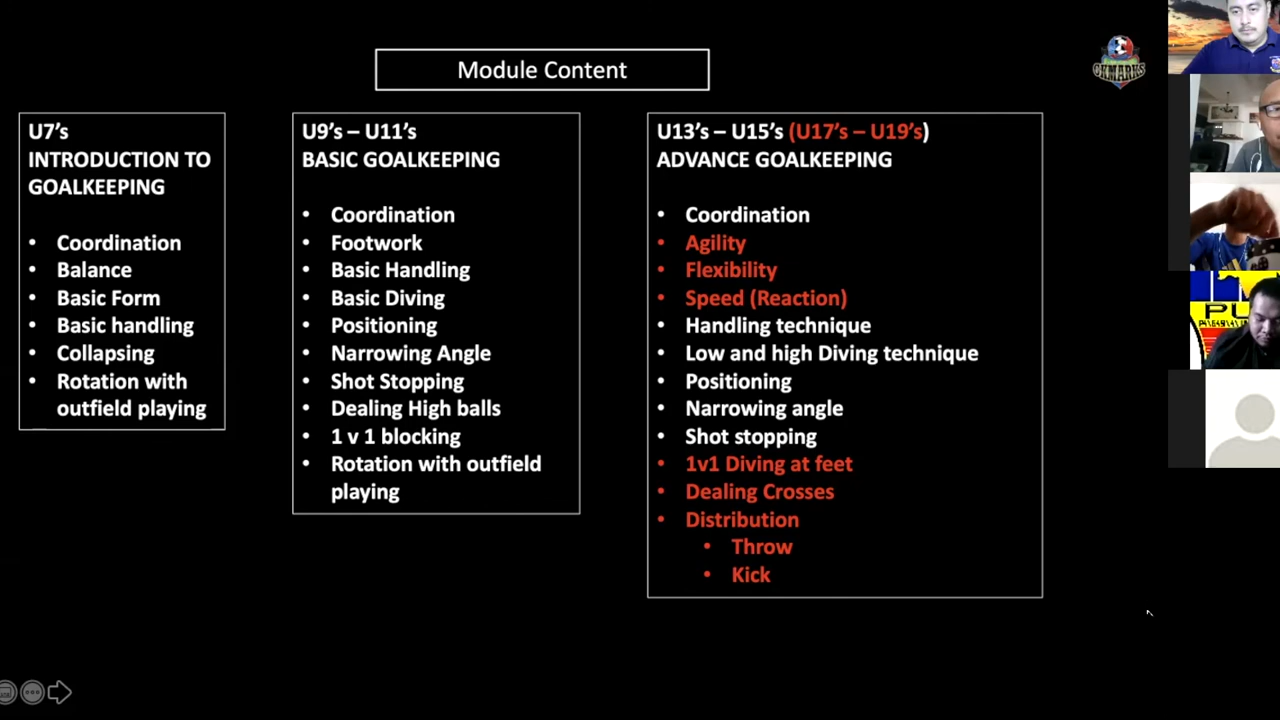 Module Content
GKMARKS
U7's
INTRODUCTION TO
GOALKEEPING
• Coordination
• Balance
• Basic Form
• Basic handling
• Collapsing
• Rotation with
outfield playing
U9's – U11's
BASIC GOALKEEPING
• Coordination
• Footwork
• Basic Handling
• Basic Diving
• Positioning
• Narrowing Angle
• Shot Stopping
• Dealing High balls
• 1 v 1 blocking
• Rotation with outfield
playing
U13's – U15's (U17's – U19's)
ADVANCE GOALKEEPING
• Coordination
• Agility
• Flexibility
• Speed (Reaction)
• Handling technique
• Low and high Diving technique
• Positioning
• Narrowing angle
• Shot stopping
• 1v1 Diving at feet
• Dealing Crosses
• Distribution
• Throw
• Kick
PU